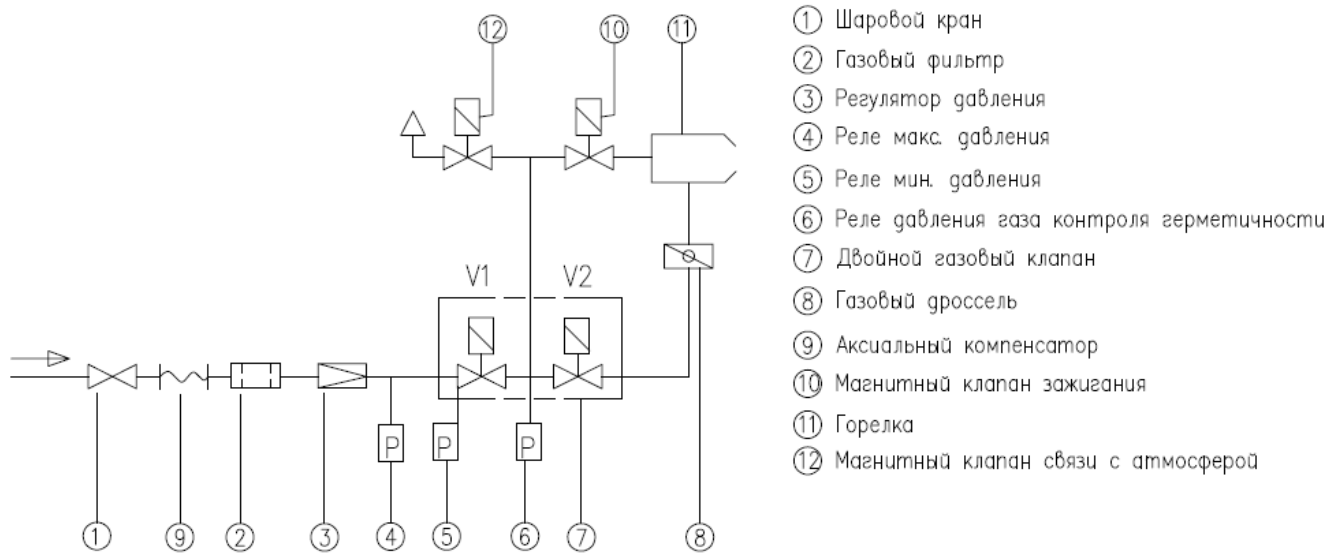 12
10
11
V1
V2
P
P
P
1
9
2
3
4
5
6
7
8
1 Шаровой кран
2 Газовый фильтр
3 Регулятор давления
4 Реле макс. давления
5 Реле мин. давления
6 Реле давления газа контроля герметичности
7 Двойной газовый клапан
8 Газовый дроссель
9 Аксиальный компенсатор
10 Магнитный клапан зажигания
11 Горелка
12 Магнитный клапан связи с атмосферой